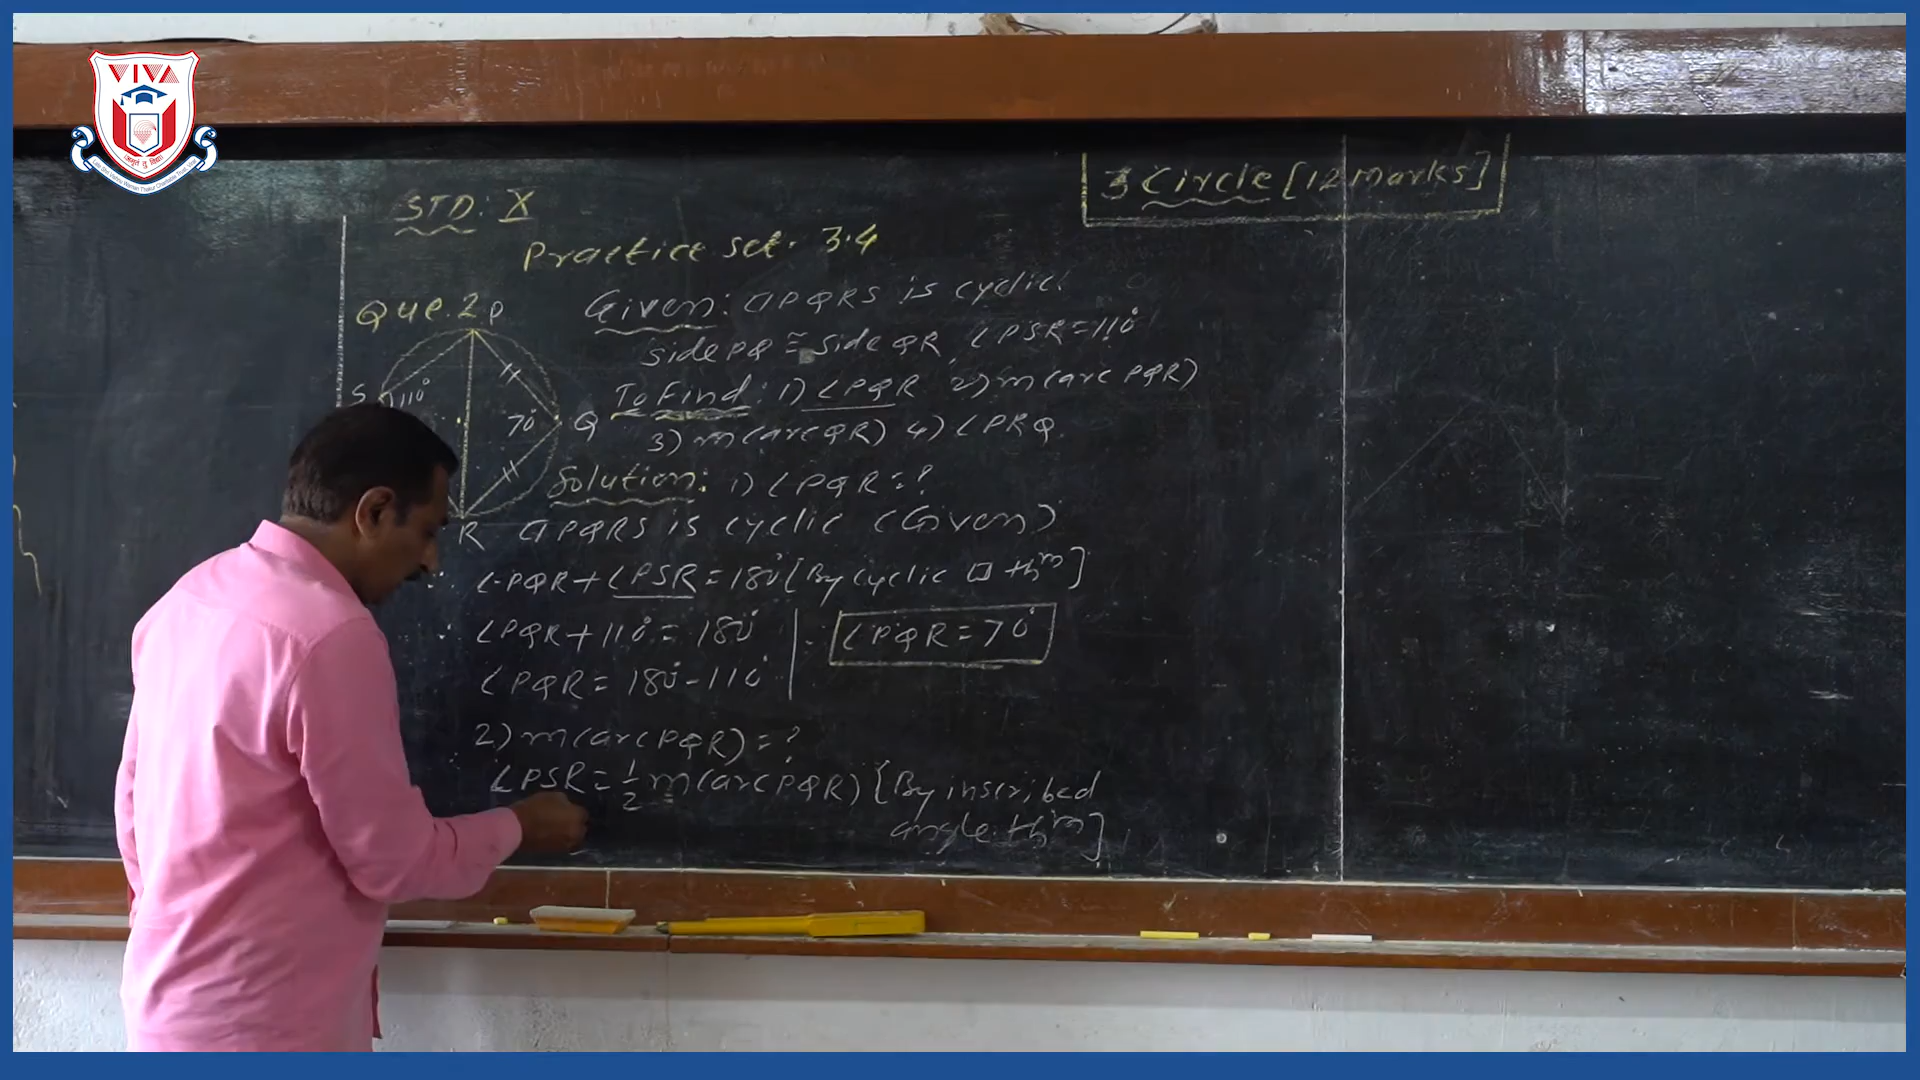 VIVA
3 Circle [12 Marks]
STD: X
Practice set. 3.4
Que. 2
P
S
110°
70°
Q
R
Given: □PQRS is cyclic.
side PQ ≅ side QR, ∠PSR=110°
To Find: 1) ∠PQR 2) m(arc PQR)
3) m(arc QR) 4) ∠PRQ.
Solution: 1) ∠PQR=?
□PQRS is cyclic (Given)
∴ ∠PQR+∠PSR=180° [By cyclic □ thm]
∴ ∠PQR+110°=180°
∠PQR=180°-110°
∴ ∠PQR=70°
2) m(arc PQR)=?
∠PSR=1/2 m(arc PQR) [By inscribed
angle thm]